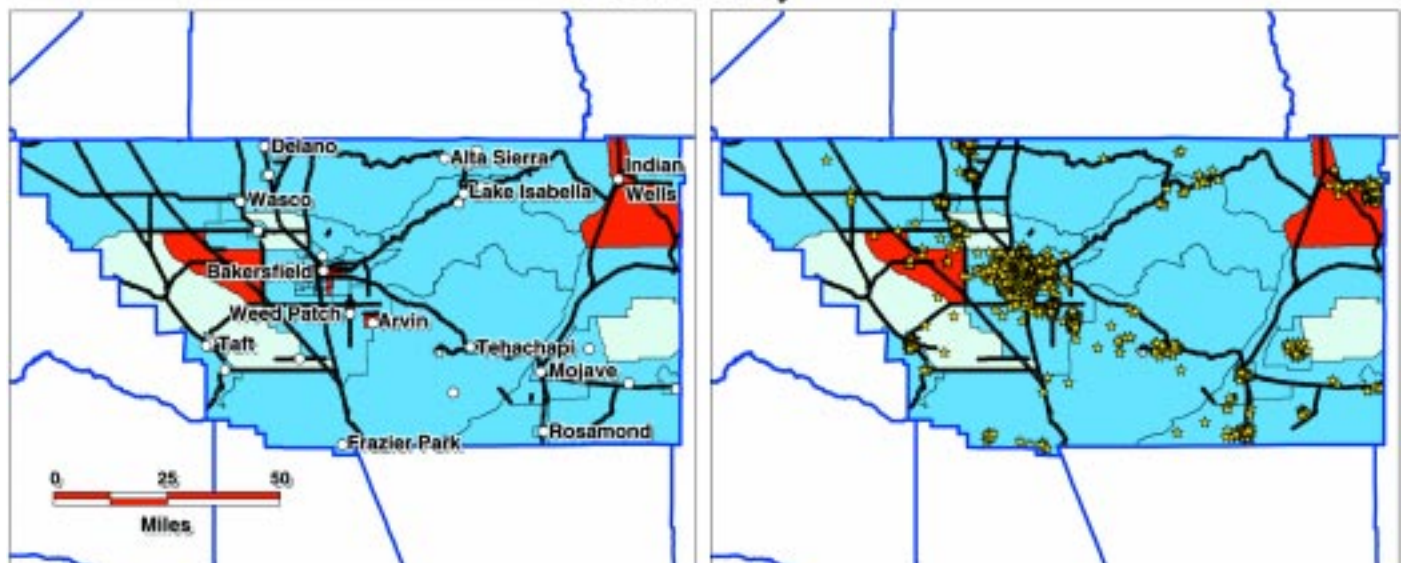 Delano
Alta Sierra
Indian
Wells
Lake Isabella
Wasco
Bakersfield
Weed Patch
Arvin
Taft
Tehachapi
Mojave
Frazier Park
Rosamond
0 25 50
Miles